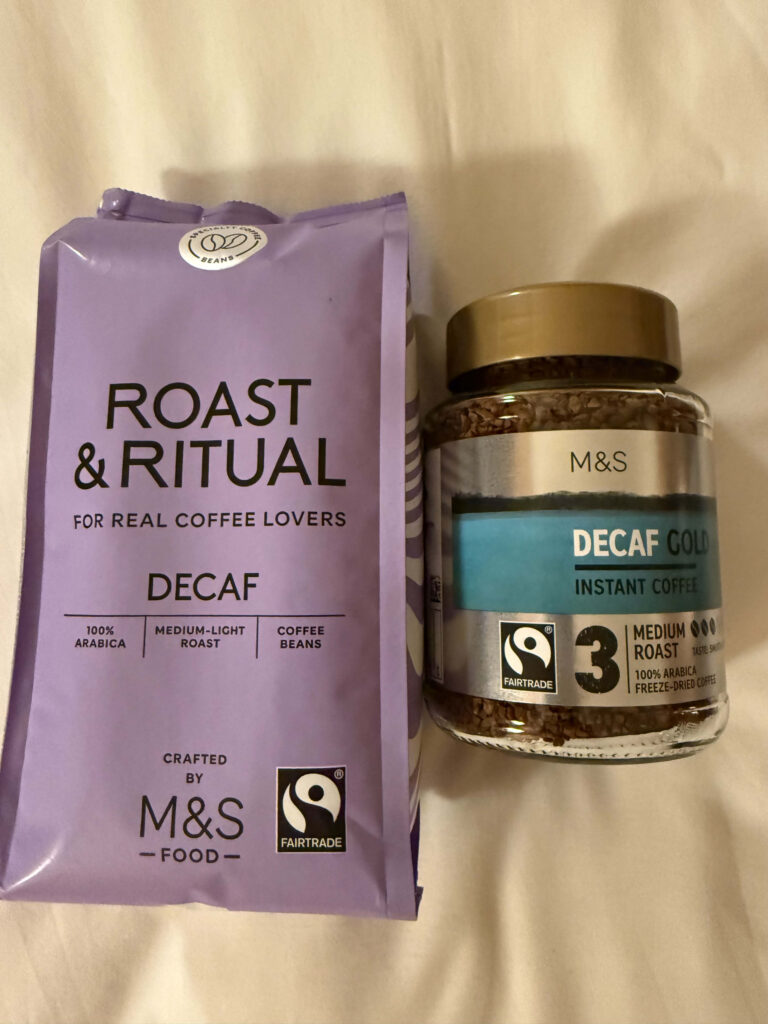 SPECIALTY COFFEE
BEANS
ROAST
& RITUAL
FOR REAL COFFEE LOVERS
DECAF
100%
ARABICA
MEDIUM-LIGHT
ROAST
COFFEE
BEANS
CRAFTED
BY
M&S
FOOD
®
FAIRTRADE
M&S
DECAF GOLD
INSTANT COFFEE
FAIRTRADE
3
MEDIUM
ROAST
TASTE:
100% ARABICA
FREEZE-DRIED COFFEE